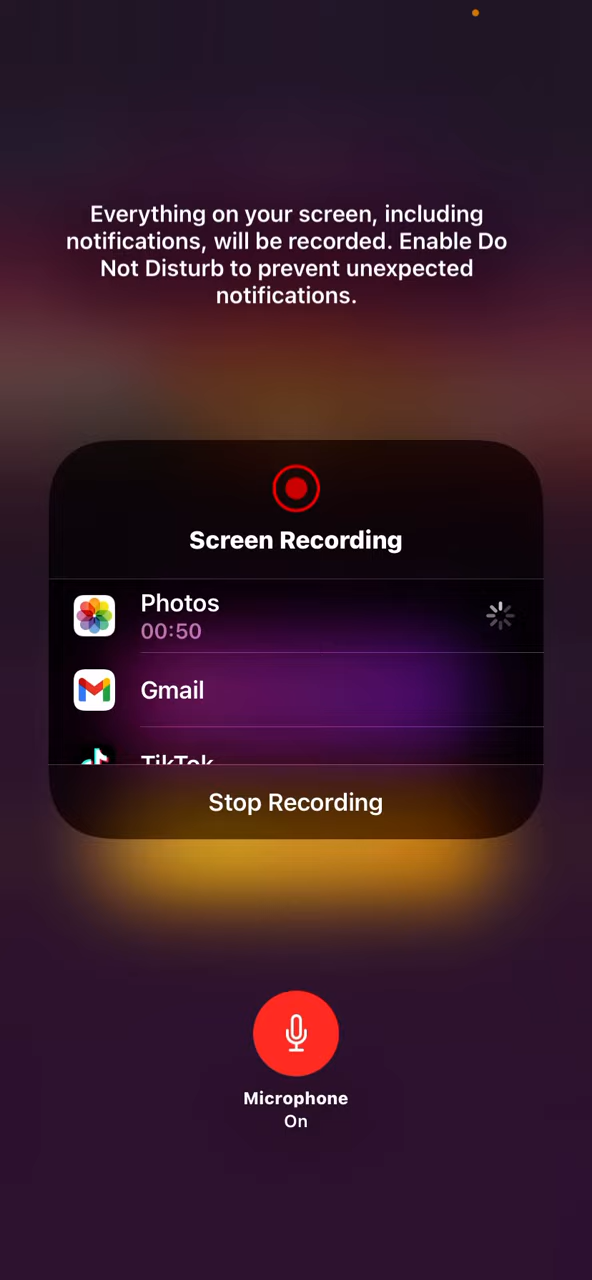 Everything on your screen, including
notifications, will be recorded. Enable Do
Not Disturb to prevent unexpected
notifications.
Screen Recording
Photos
00:50
Gmail
TikTok
Stop Recording
Microphone
On